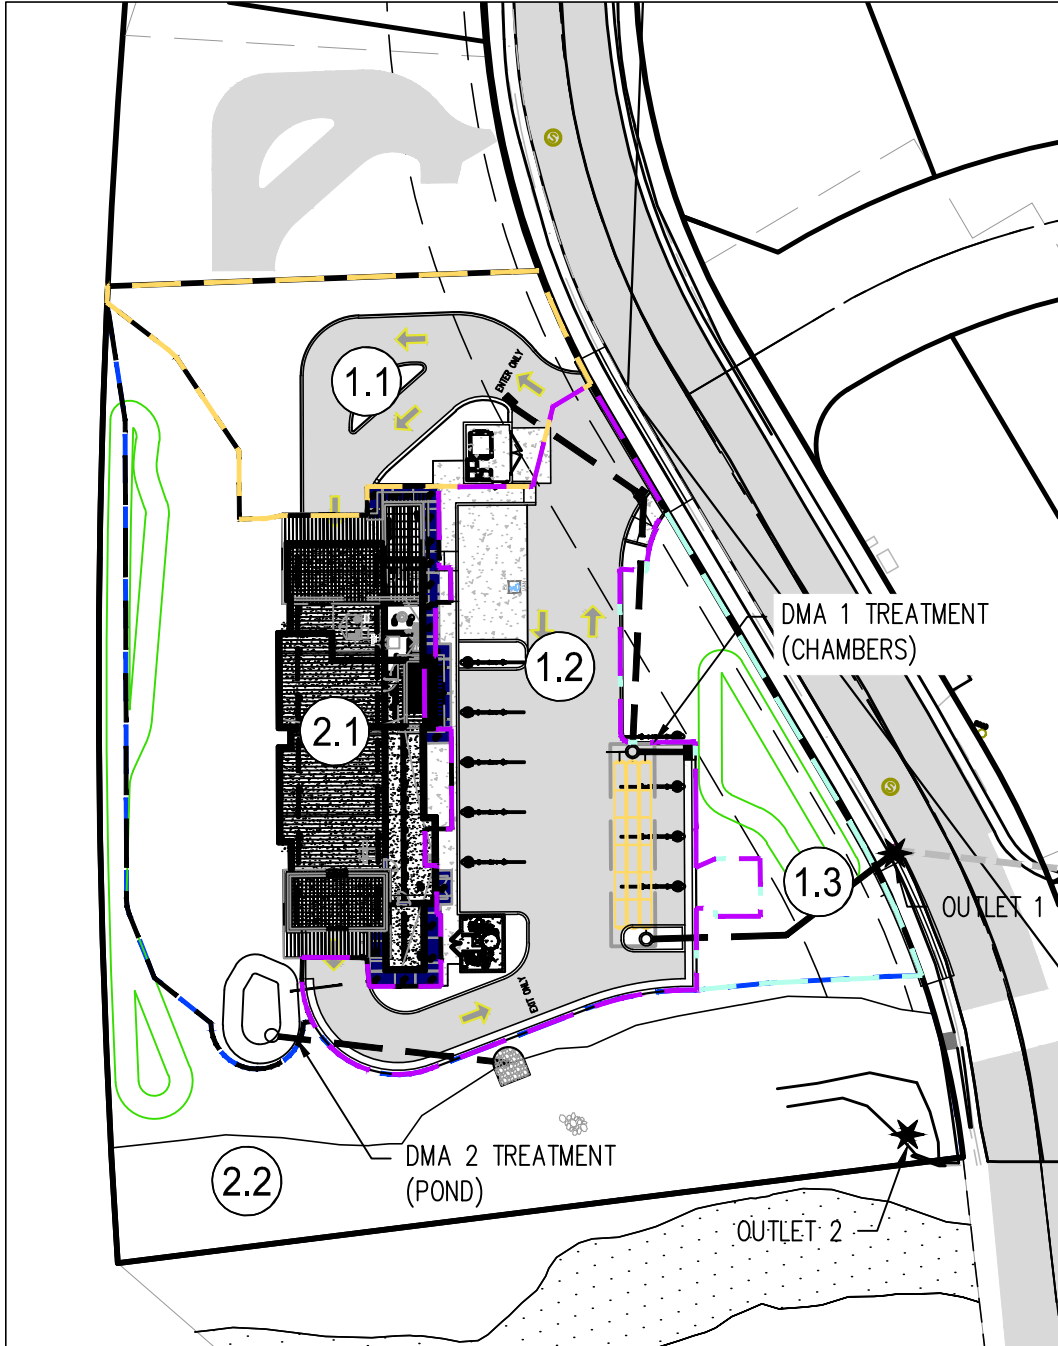 ENTER ONLY
1.1
DMA 1 TREATMENT
(CHAMBERS)
1.2
2.1
1.3
OUTLET 1
EXIT ONLY
DMA 2 TREATMENT
(POND)
2.2
OUTLET 2